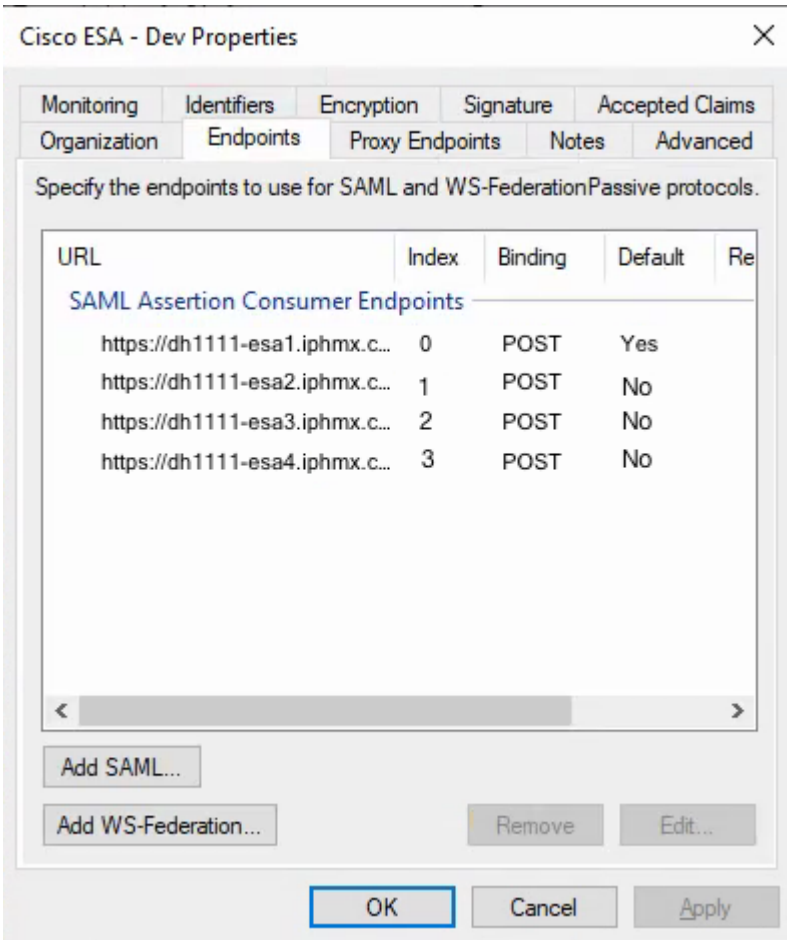 Cisco ESA - Dev Properties
Monitoring Identifiers Encryption Signature Accepted Claims
Organization Endpoints Proxy Endpoints Notes Advanced
Specify the endpoints to use for SAML and WS-FederationPassive protocols.
URL Index Binding Default Re
SAML Assertion Consumer Endpoints
https://dh1111-esa1.iphmx.c... 0 POST Yes
https://dh1111-esa2.iphmx.c... 1 POST No
https://dh1111-esa3.iphmx.c... 2 POST No
https://dh1111-esa4.iphmx.c... 3 POST No
Add SAML...
Add WS-Federation... Remove Edit...
OK Cancel Apply